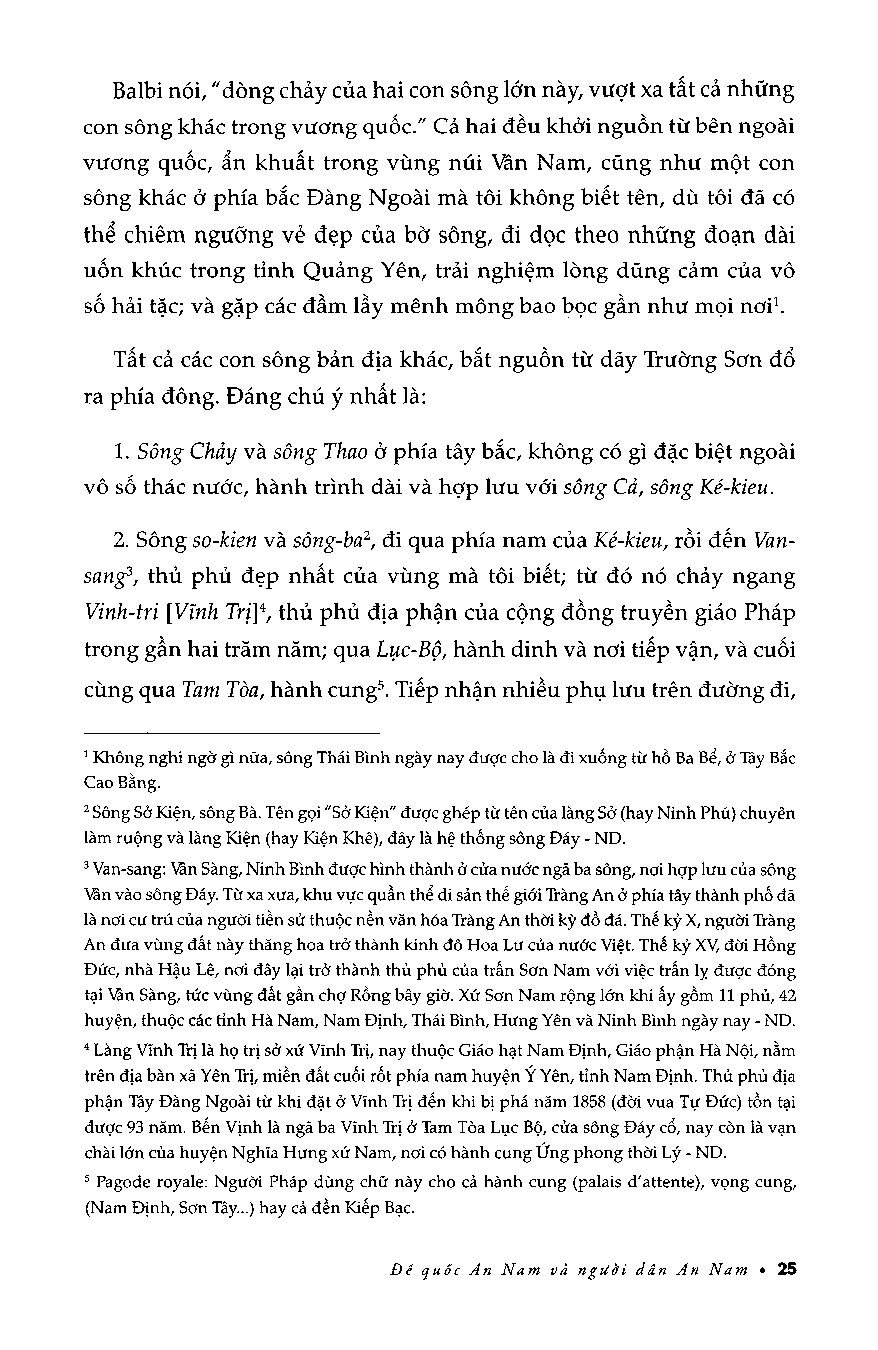 Balbi nói, "dòng chảy của hai con sông lớn này, vượt xa tất cả những
con sông khác trong vương quốc." Cả hai đều khởi nguồn từ bên ngoài
vương quốc, ẩn khuất trong vùng núi Vân Nam, cũng như một con
sông khác ở phía bắc Đàng Ngoài mà tôi không biết tên, dù tôi đã có
thể chiêm ngưỡng vẻ đẹp của bờ sông, đi dọc theo những đoạn dài
uốn khúc trong tỉnh Quảng Yên, trải nghiệm lòng dũng cảm của vô
số hải tặc; và gặp các đầm lầy mênh mông bao bọc gần như mọi nơi¹.
Tất cả các con sông bản địa khác, bắt nguồn từ dãy Trường Sơn đổ
ra phía đông. Đáng chú ý nhất là:
1. Sông Chảy và sông Thao ở phía tây bắc, không có gì đặc biệt ngoài
vô số thác nước, hành trình dài và hợp lưu với sông Cả, sông Ké-kieu.
2. Sông so-kien và sông-ba², đi qua phía nam của Ké-kieu, rồi đến Van-
sang³, thủ phủ đẹp nhất của vùng mà tôi biết; từ đó nó chảy ngang
Vinh-tri [Vĩnh Trị]⁴, thủ phủ địa phận của cộng đồng truyền giáo Pháp
trong gần hai trăm năm; qua Lục-Bộ, hành dinh và nơi tiếp vận, và cuối
cùng qua Tam Tòa, hành cung⁵. Tiếp nhận nhiều phụ lưu trên đường đi,
¹ Không nghi ngờ gì nữa, sông Thái Bình ngày nay được cho là đi xuống từ hồ Ba Bể, ở Tây Bắc
Cao Bằng.
² Sông Sở Kiện, sông Bà. Tên gọi "Sở Kiện" được ghép từ tên của làng Sở (hay Ninh Phú) chuyên
làm ruộng và làng Kiện (hay Kiện Khê), đây là hệ thống sông Đáy - ND.
³ Van-sang: Vân Sàng, Ninh Bình được hình thành ở cửa nước ngã ba sông, nơi hợp lưu của sông
Vân vào sông Đáy. Từ xa xưa, khu vực quần thể di sản thế giới Tràng An ở phía tây thành phố đã
là nơi cư trú của người tiền sử thuộc nền văn hóa Tràng An thời kỳ đồ đá. Thế kỷ X, người Tràng
An đưa vùng đất này thăng hoa trở thành kinh đô Hoa Lư của nước Việt. Thế kỷ XV, đời Hồng
Đức, nhà Hậu Lê, nơi đây lại trở thành thủ phủ của trấn Sơn Nam với việc trấn lỵ được đóng
tại Vân Sàng, tức vùng đất gần chợ Rồng bây giờ. Xứ Sơn Nam rộng lớn khi ấy gồm 11 phủ, 42
huyện, thuộc các tỉnh Hà Nam, Nam Định, Thái Bình, Hưng Yên và Ninh Bình ngày nay - ND.
⁴ Làng Vĩnh Trị là họ trị sở xứ Vĩnh Trị, nay thuộc Giáo hạt Nam Định, Giáo phận Hà Nội, nằm
trên địa bàn xã Yên Trị, miền đất cuối rốt phía nam huyện Ý Yên, tỉnh Nam Định. Thủ phủ địa
phận Tây Đàng Ngoài từ khi đặt ở Vĩnh Trị đến khi bị phá năm 1858 (đời vua Tự Đức) tồn tại
được 93 năm. Bến Vịnh là ngã ba Vĩnh Trị ở Tam Tòa Lục Bộ, cửa sông Đáy cổ, nay còn là vạn
chài lớn của huyện Nghĩa Hưng xứ Nam, nơi có hành cung Ứng phong thời Lý - ND.
⁵ Pagode royale: Người Pháp dùng chữ này cho cả hành cung (palais d'attente), vọng cung,
(Nam Định, Sơn Tây...) hay cả đền Kiếp Bạc.
Đế quốc An Nam và người dân An Nam • 25